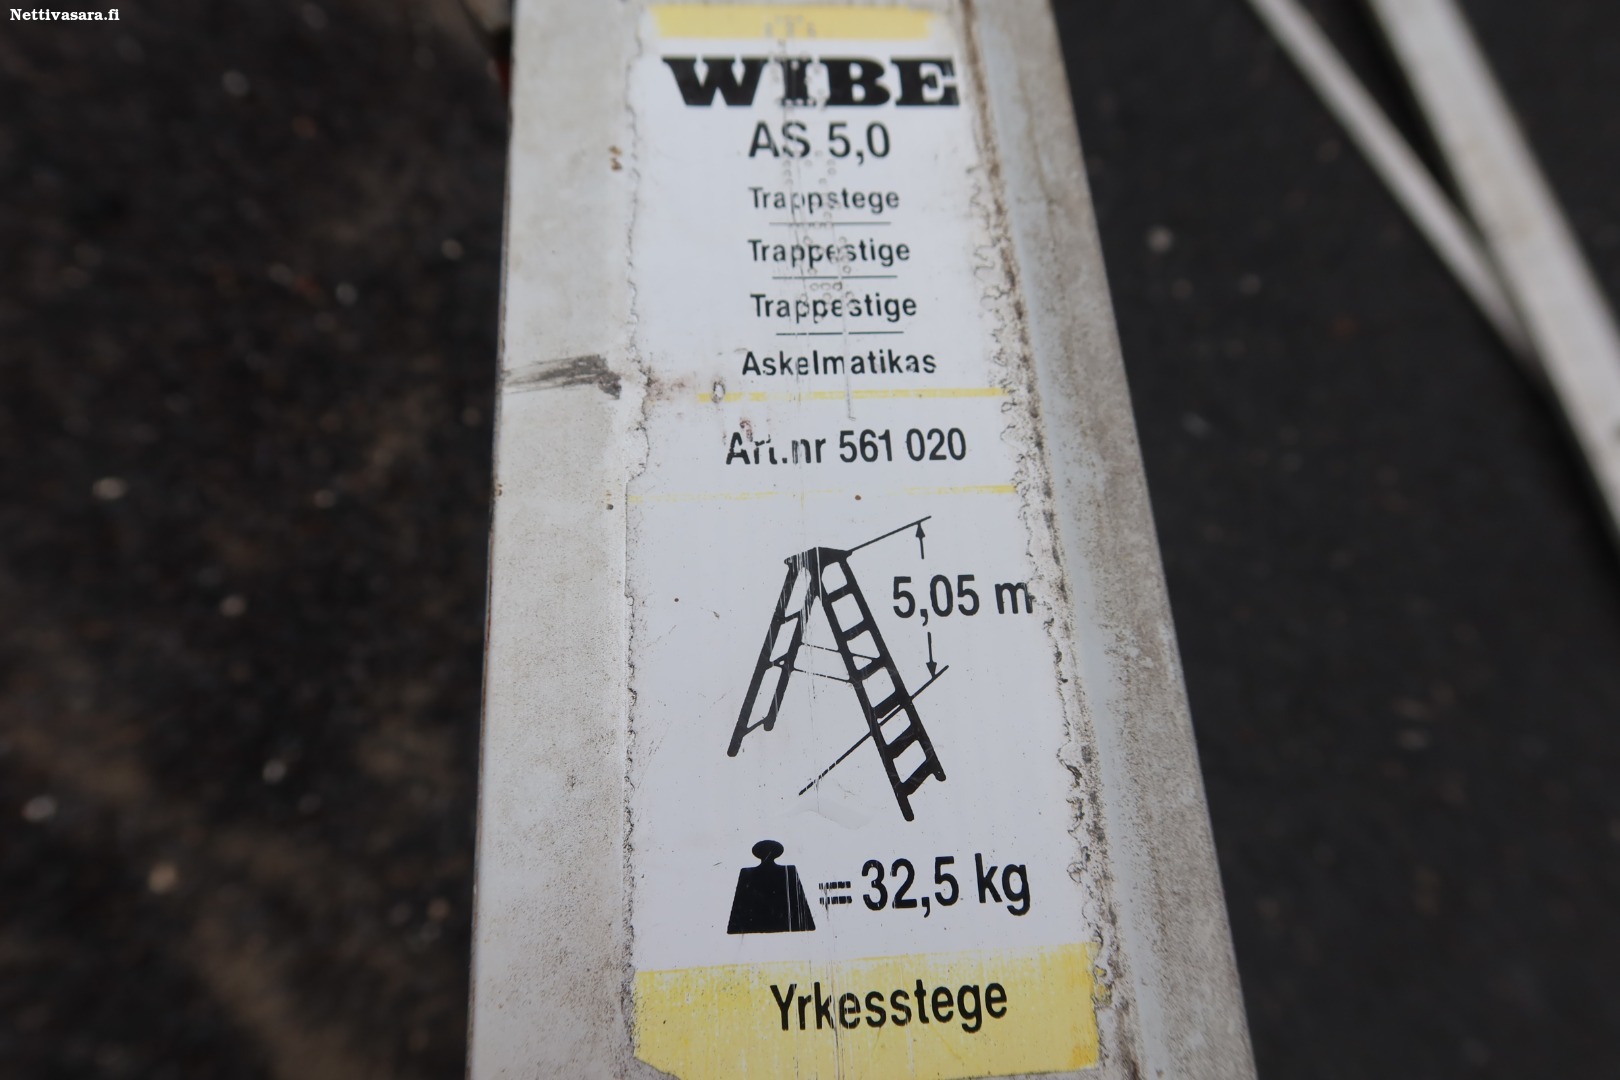 Nettivasara.fi
WIBE
AS 5,0
Trappstege
Trappestige
Trappestige
Askelmatikas
Art.nr 561 020
5,05 m
=32,5 kg
Yrkesstege